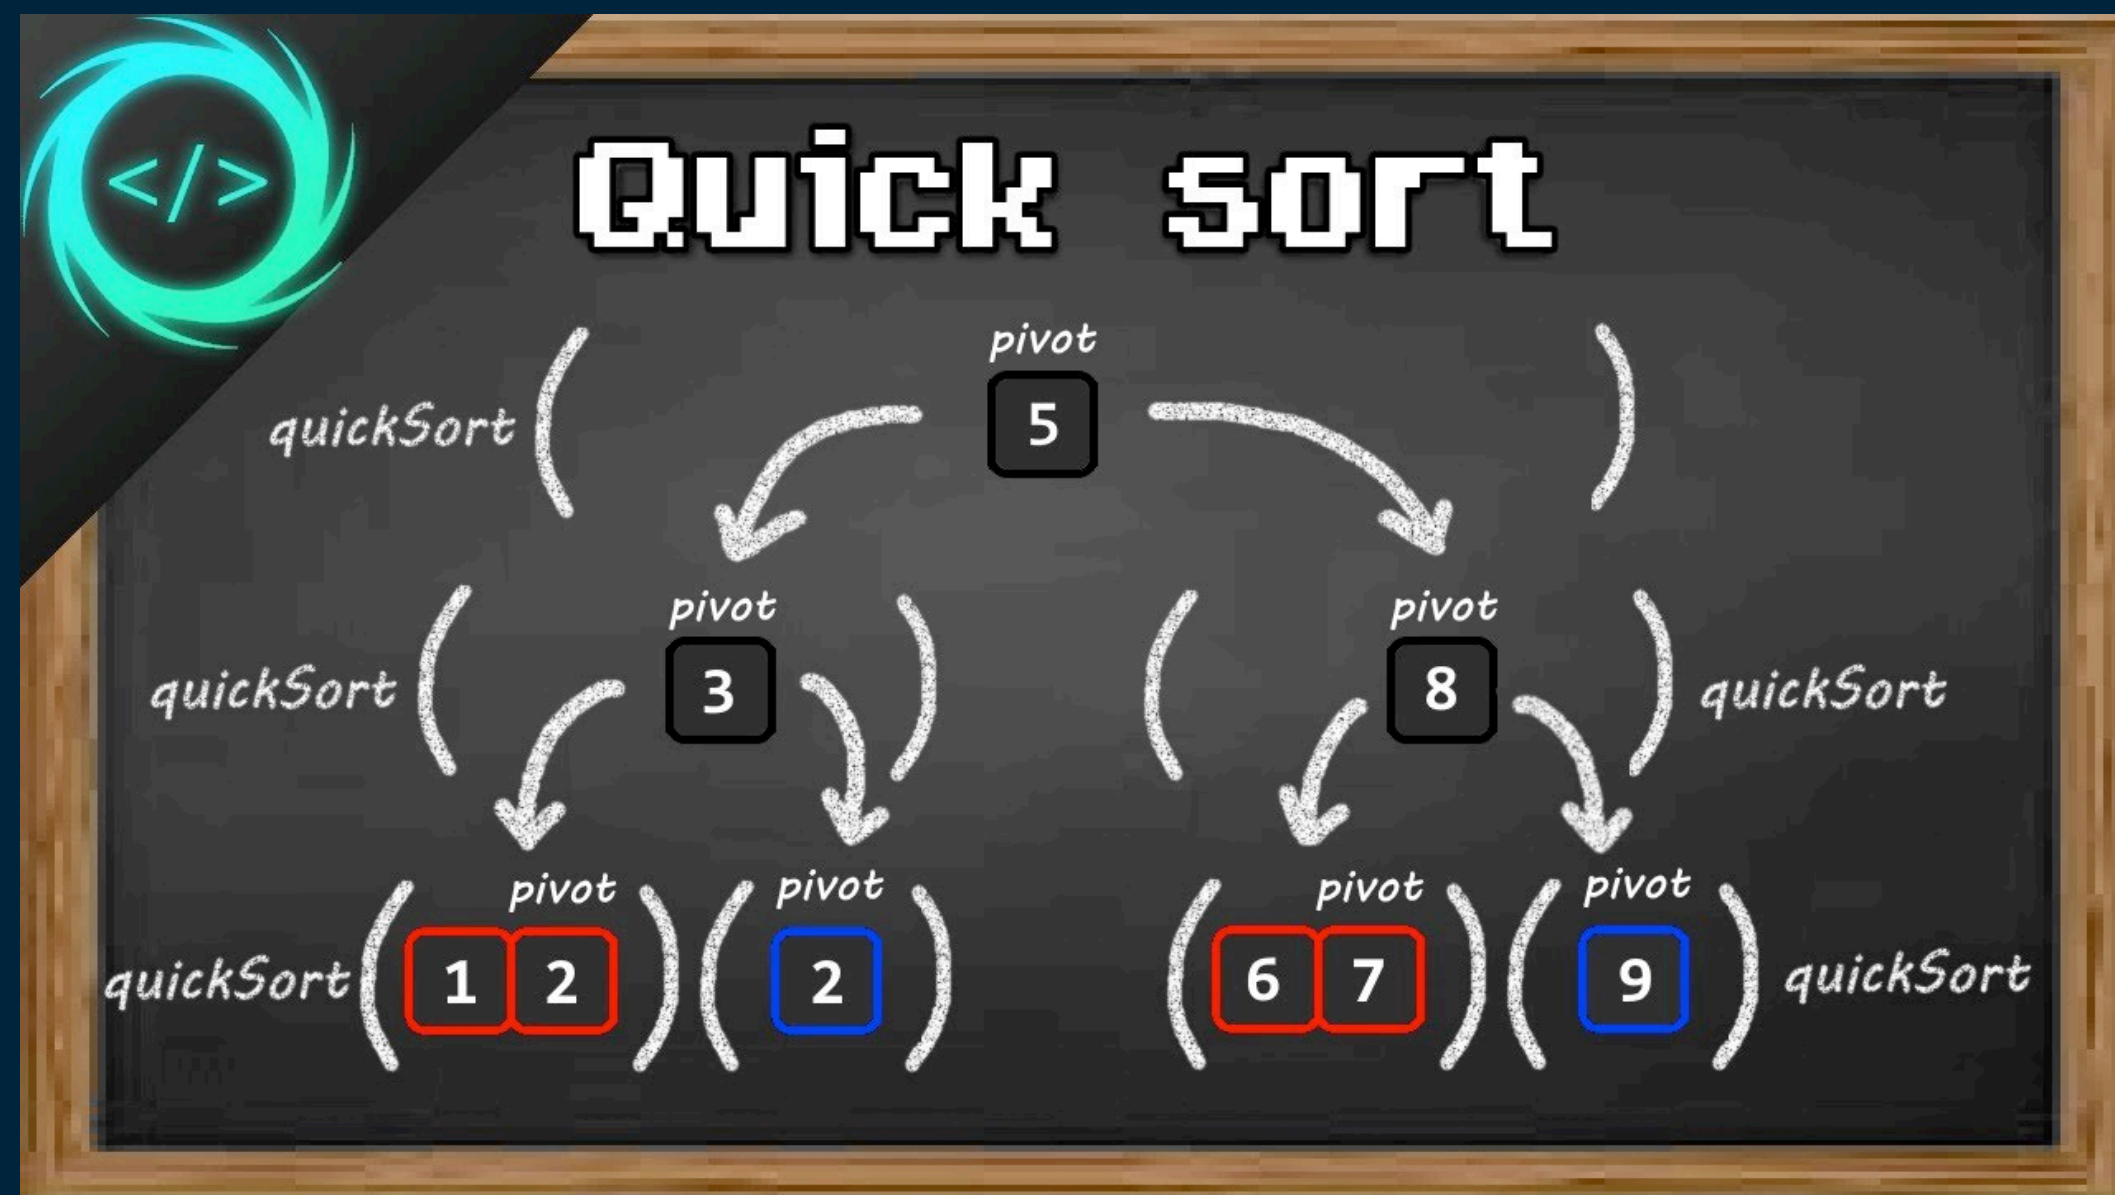 </>
Quick sort
pivot
quickSort ( 5 )
pivot pivot
quickSort ( 3 ) ( 8 ) quickSort
pivot pivot pivot pivot
quickSort ( 1 2 ) ( 2 ) ( 6 7 ) ( 9 ) quickSort